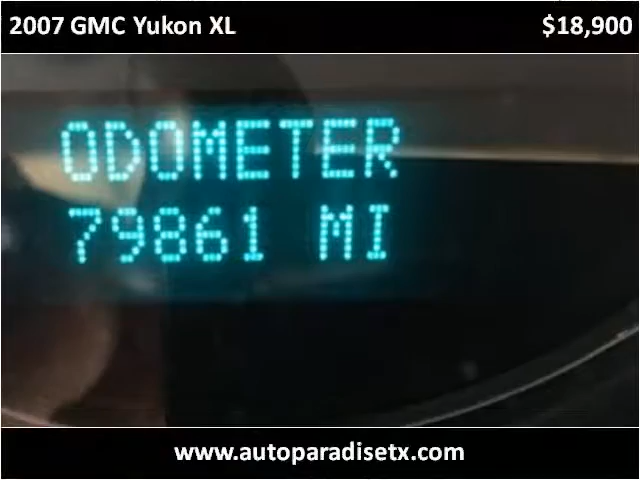 2007 GMC Yukon XL $18,900
ODOMETER
79861 MI
www.autoparadisetx.com